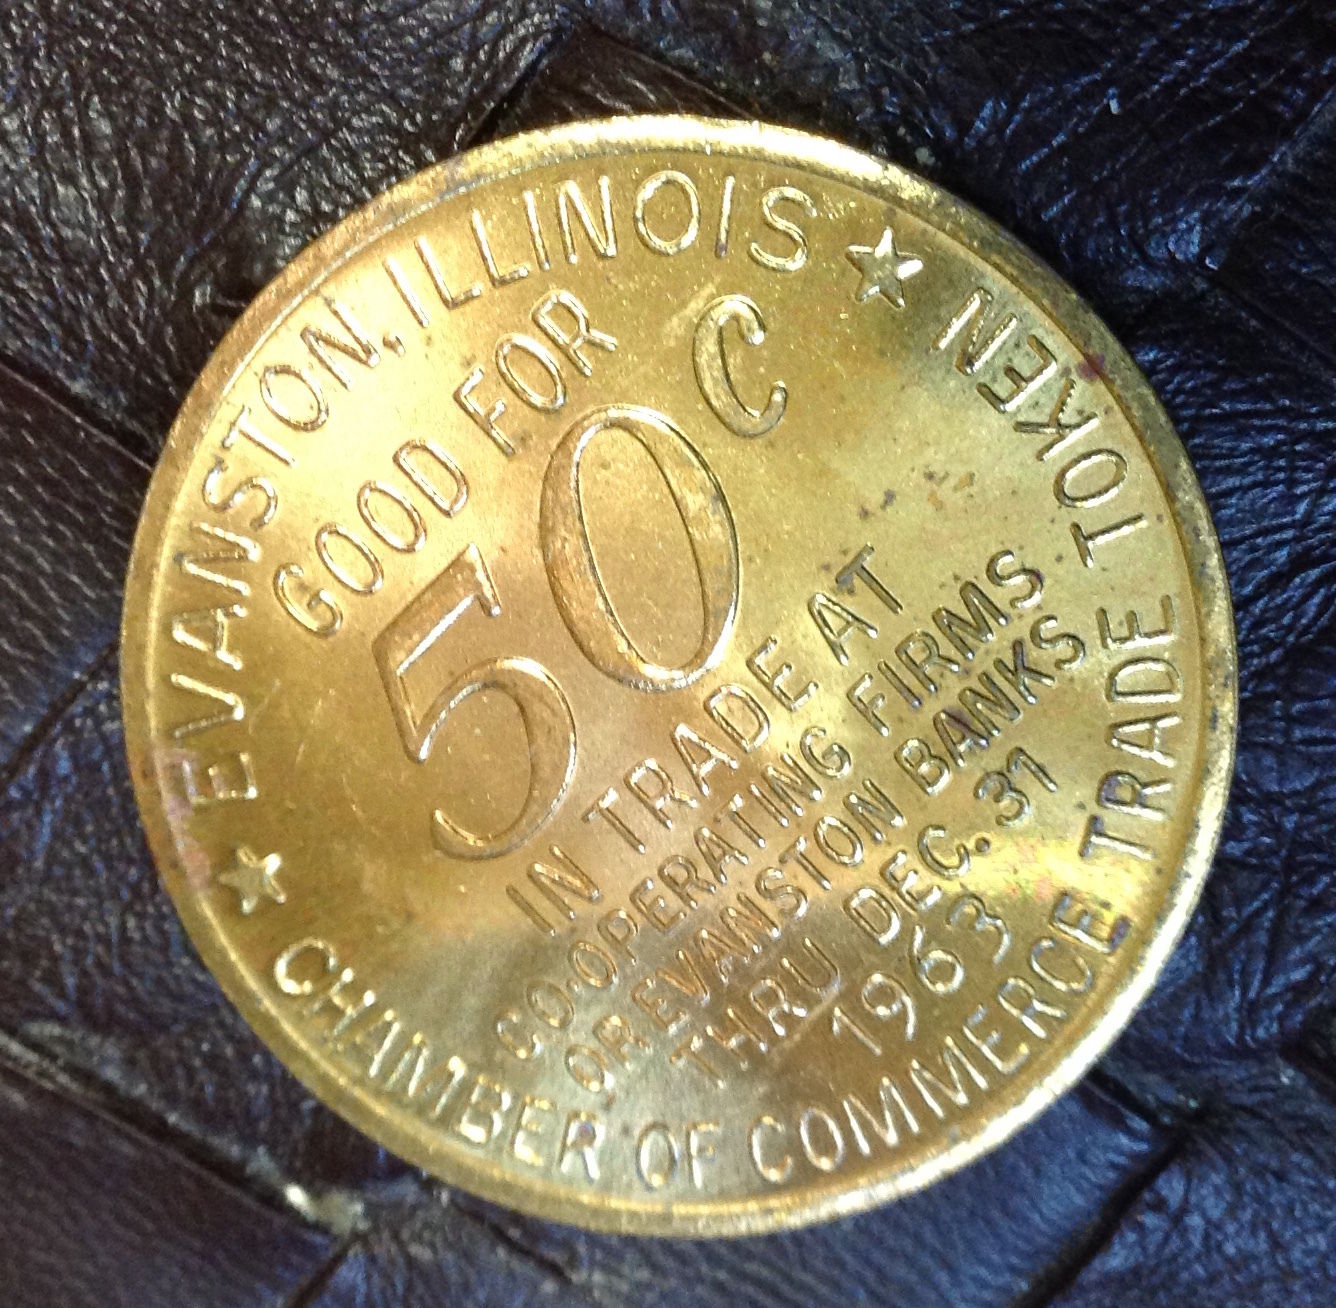 EVANSTON, ILLINOIS
GOOD FOR
50C
IN TRADE AT
CO-OPERATING FIRMS
OR EVANSTON BANKS
THRU DEC. 31
1963
CHAMBER OF COMMERCE TRADE TOKEN